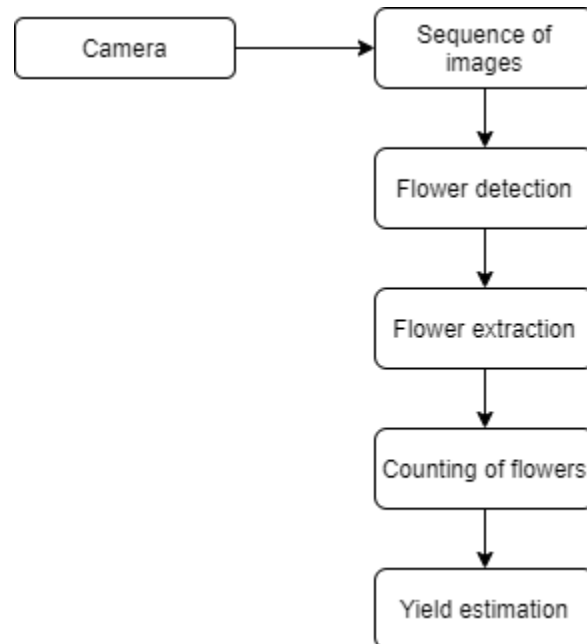 Camera
Sequence of
images
Flower detection
Flower extraction
Counting of flowers
Yield estimation